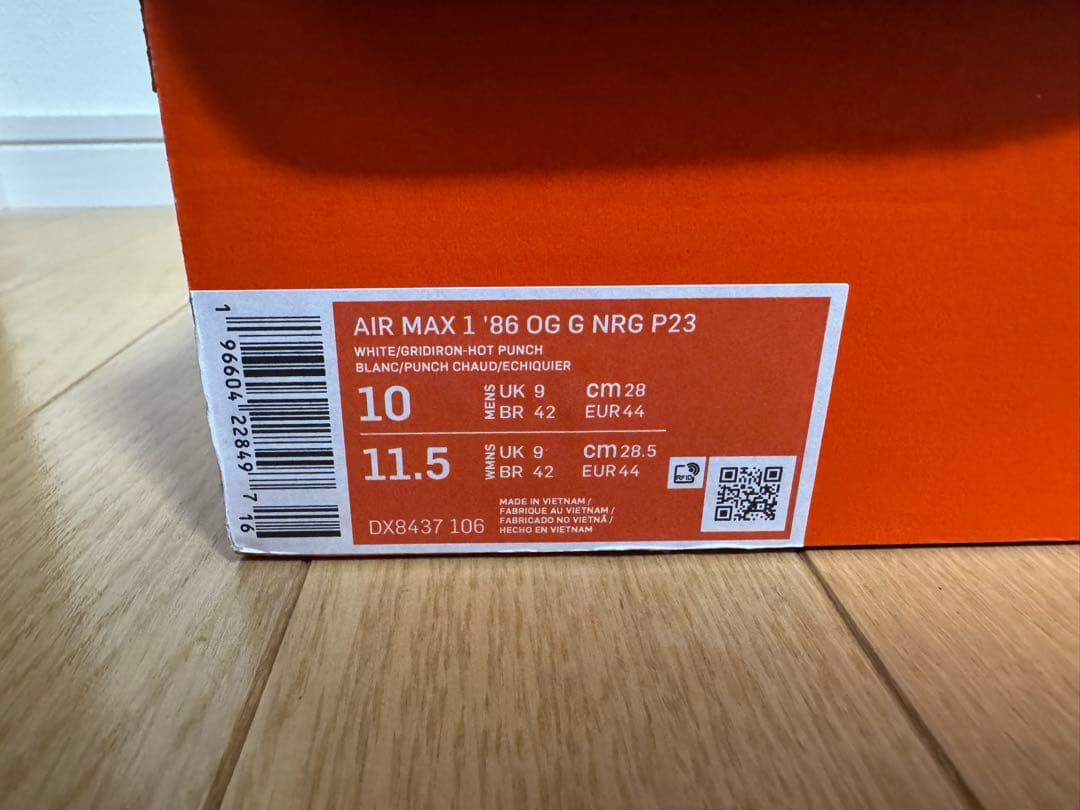 AIR MAX 1 '86 OG G NRG P23
WHITE/GRIDIRON-HOT PUNCH
BLANC/PUNCH CHAUD/ECHIQUIER
10 MENS UK 9 cm 28
BR 42 EUR 44
11.5 WMNS UK 9 cm 28.5
BR 42 EUR 44
RFID
DX8437 106
MADE IN VIETNAM /
FABRIQUE AU VIETNAM /
FABRICADO NO VIETNÃ /
HECHO EN VIETNAM
1 96604 22849 7 16